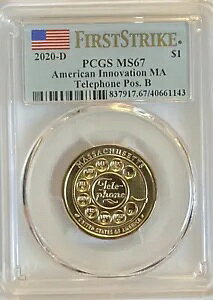 FIRSTSTRIKE®
2020-D PCGS MS67 $1
American Innovation MA
Telephone Pos. B
837917.67/40661143
MASSACHUSETTS
Tele-
phone
UNITED STATES OF AMERICA